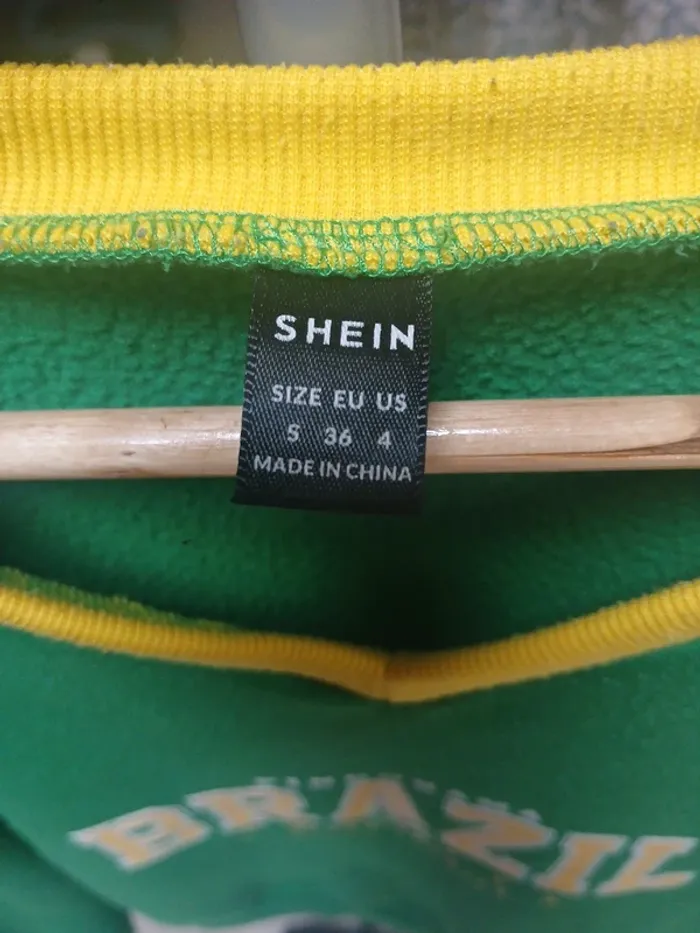 SHEIN
SIZE EU US
S 36 4
MADE IN CHINA
BRAZIL